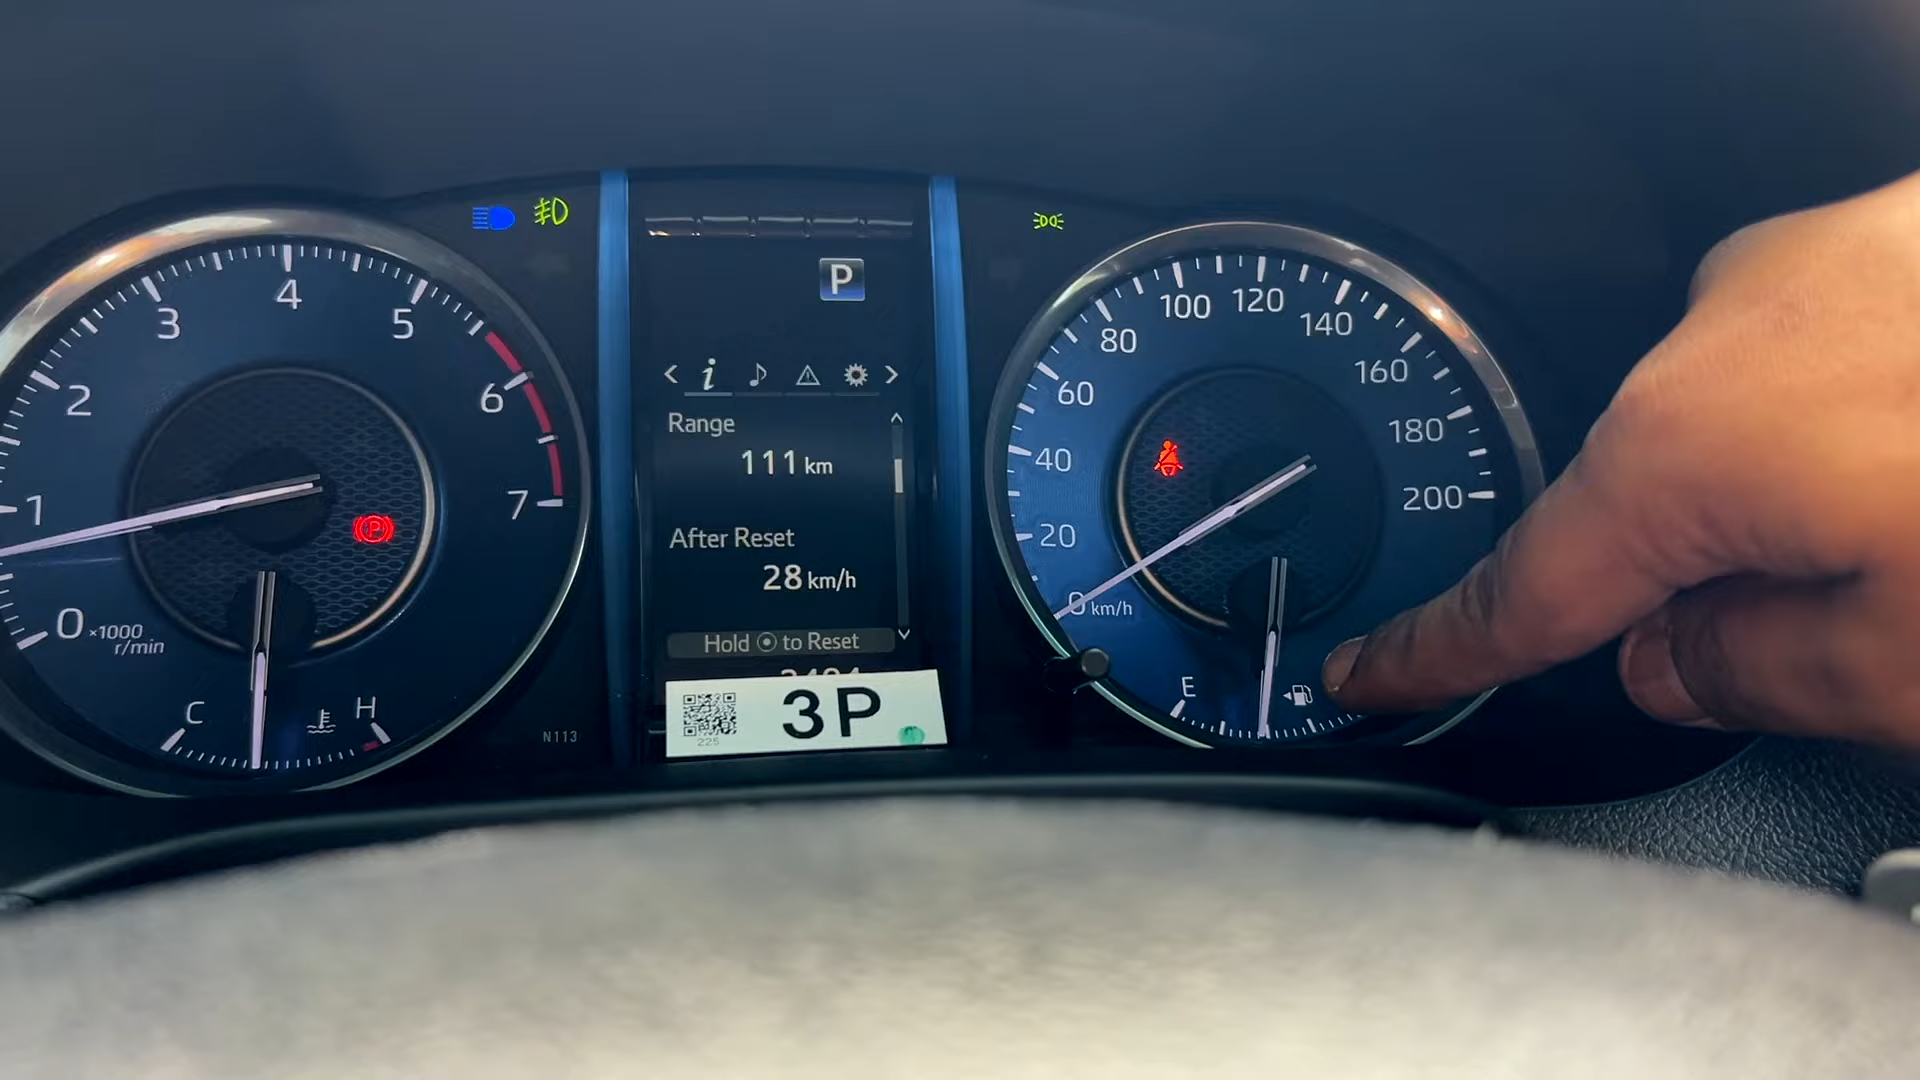 0
1
2
3
4
5
6
7
×1000
r/min
C
H
N113
P
Range
111 km
After Reset
28 km/h
Hold to Reset
3P
225
0 km/h
20
40
60
80
100
120
140
160
180
200
E